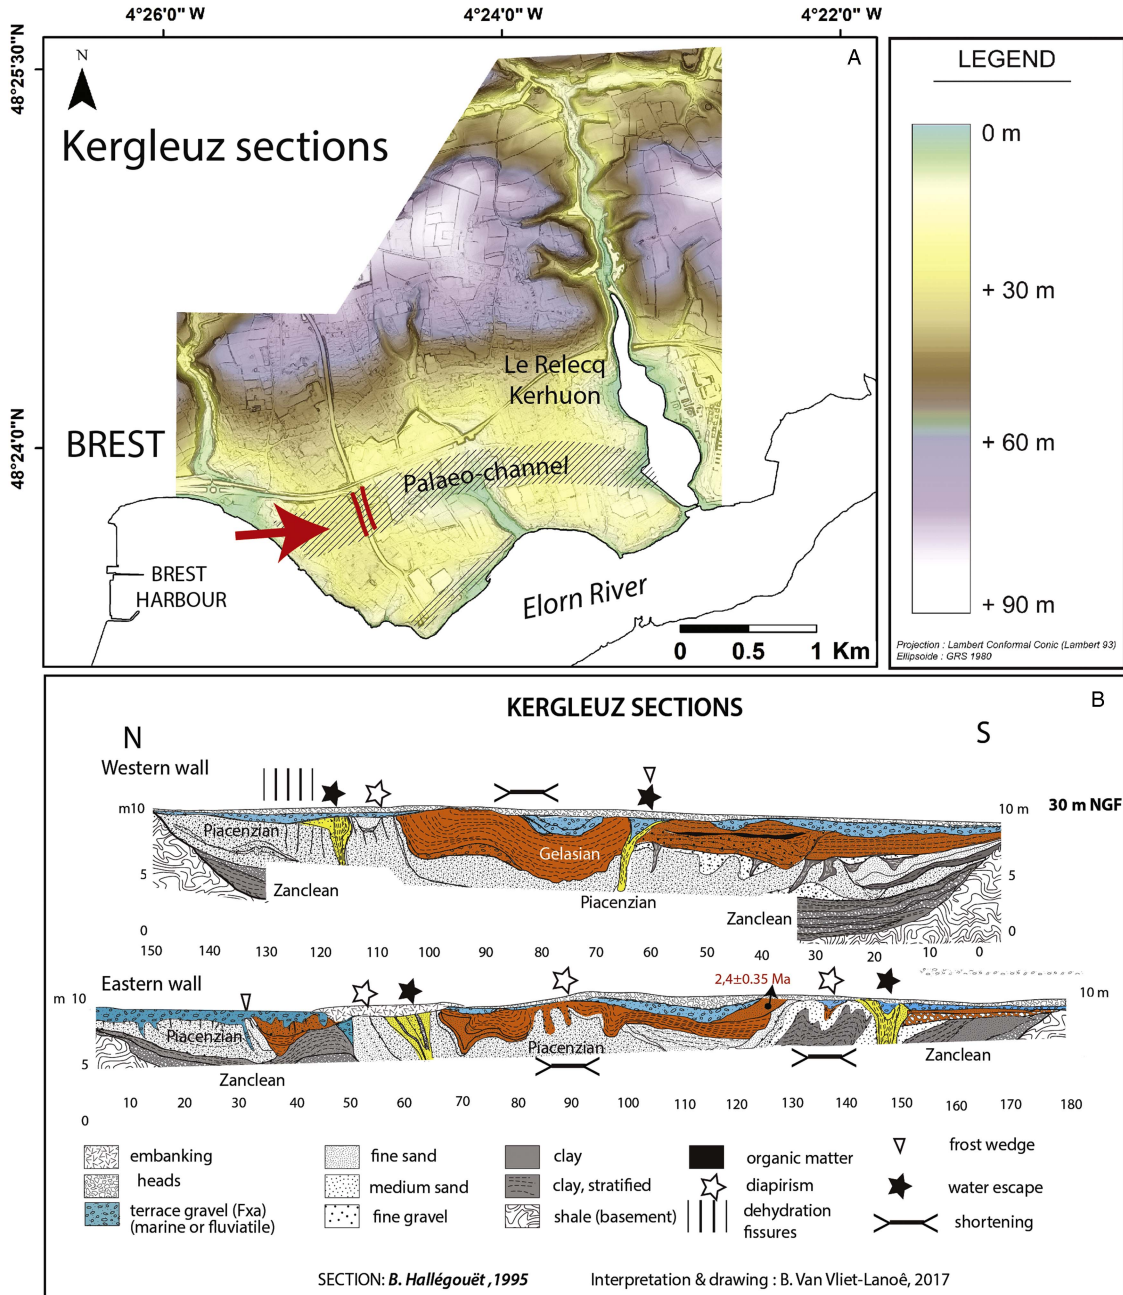 4°26'0" W
4°24'0"W
4°22'0"W
48°25'30"N
48°24'0"N
A
N
Kergleuz sections
Le Relecq
Kerhuon
BREST
Palaeo-channel
BREST
HARBOUR
Elorn River
0 0.5 1 Km
LEGEND
0 m
+ 30 m
+ 60 m
+ 90 m
Projection : Lambert Conformal Conic (Lambert 93)
Ellipsoide : GRS 1980
B
KERGLEUZ SECTIONS
N
S
Western wall
m10
10 m
30 m NGF
Piacenzian
Gelasian
5
5
Zanclean
Piacenzian
Zanclean
0
0
150 140 130 120 110 100 90 80 70 60 50 40 30 20 10 0
Eastern wall
2,4±0.35 Ma
m 10
10 m
Piacenzian
Piacenzian
5
Zanclean
Zanclean
0
10 20 30 40 50 60 70 80 90 100 110 120 130 140 150 160 170 180
embanking
heads
terrace gravel (Fxa)
(marine or fluviatile)
fine sand
medium sand
fine gravel
clay
clay, stratified
shale (basement)
organic matter
diapirism
dehydration
fissures
frost wedge
water escape
shortening
SECTION: B. Hallégouët ,1995
Interpretation & drawing : B. Van Vliet-Lanoê, 2017